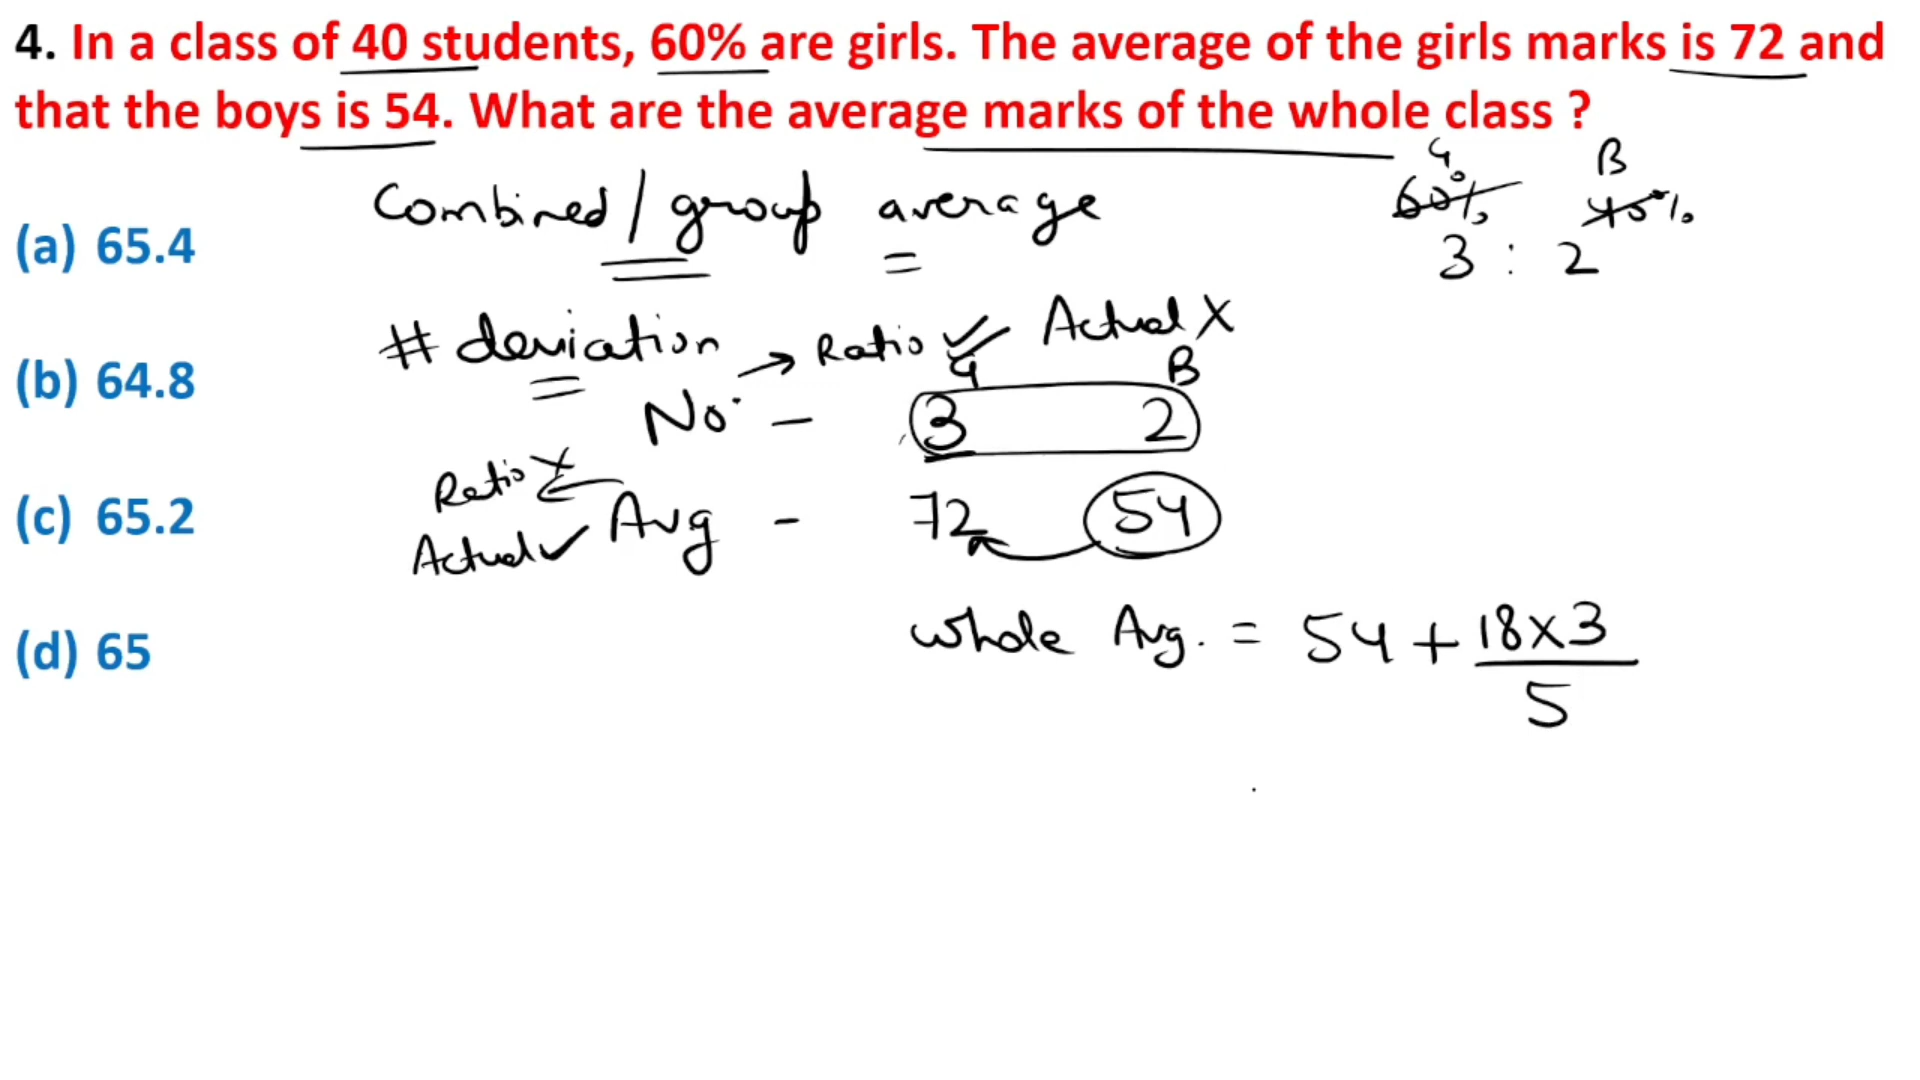 4. In a class of 40 students, 60% are girls. The average of the girls marks is 72 and
that the boys is 54. What are the average marks of the whole class ?
G B
60% 40%
3 : 2
Combined / group average
=
(a) 65.4
# deviation → Ratio ✓ Actual X
G B
(b) 64.8
No. - 3 2
Ratio X
(c) 65.2
Avg - 72 54
Actual ✓
whole Avg. = 54 + 18x3
5
(d) 65